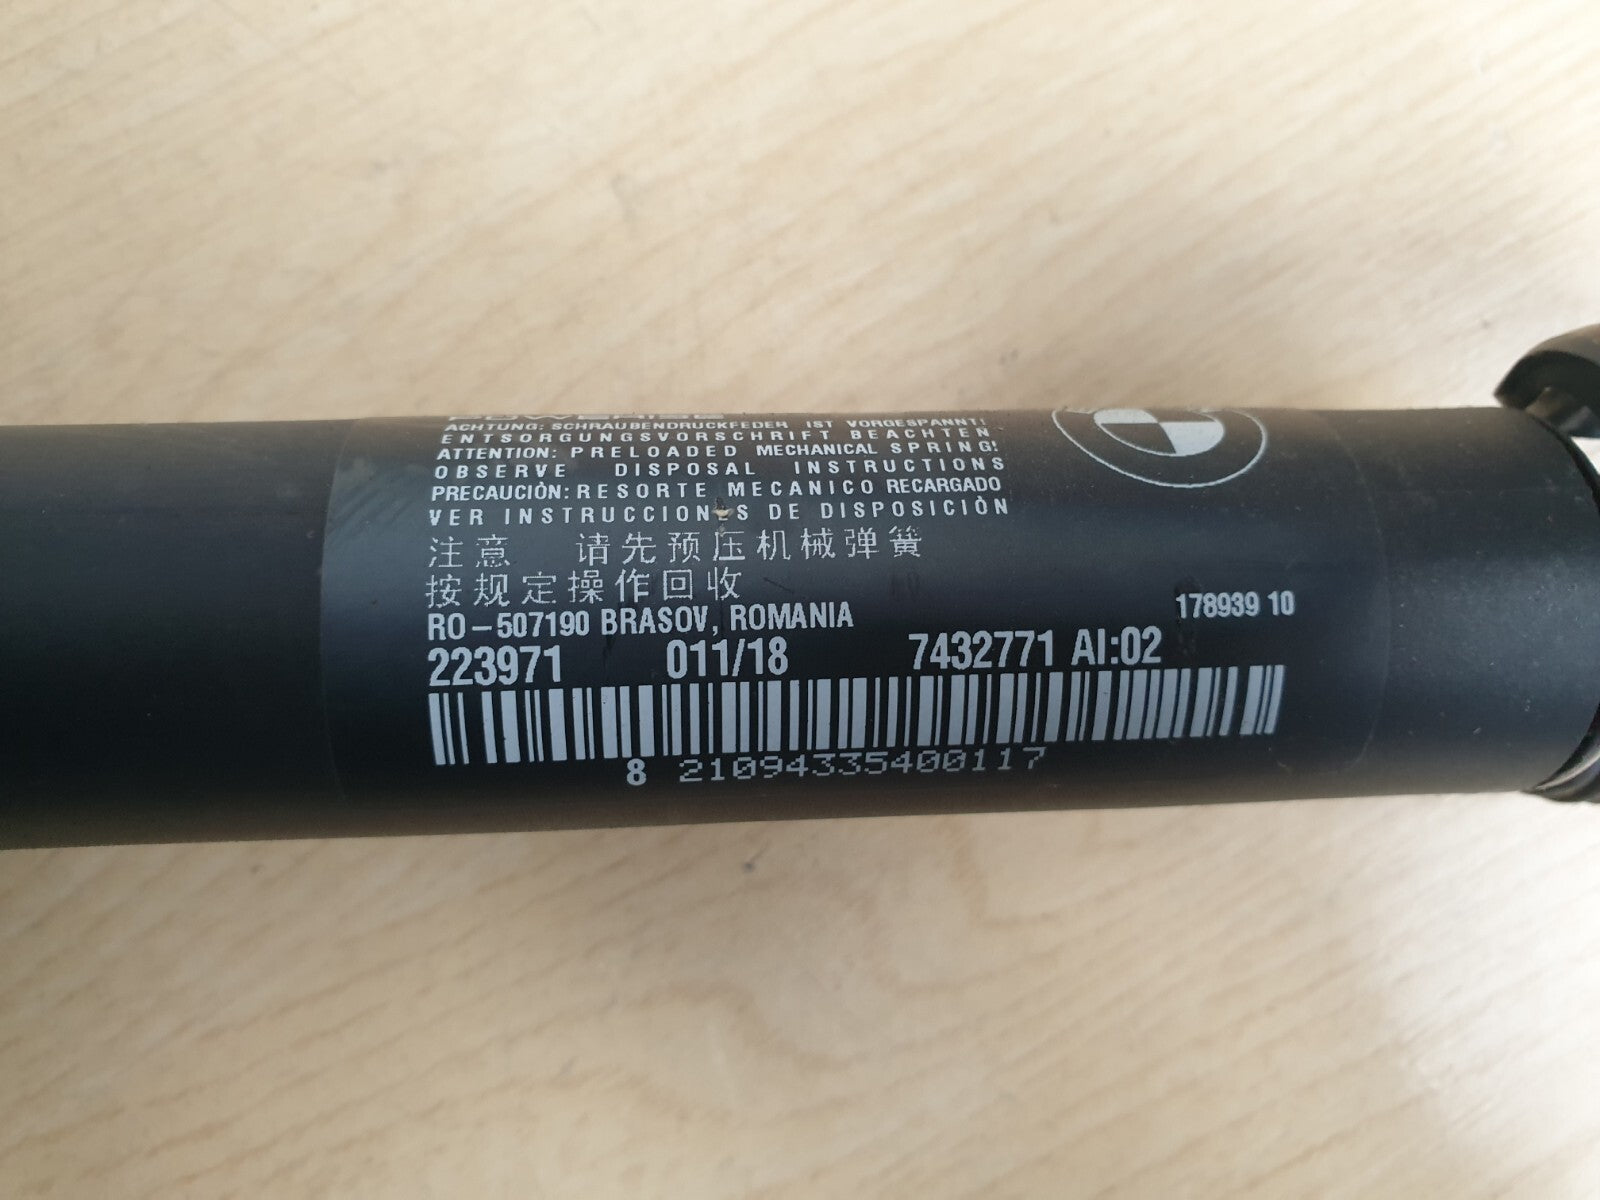 POWERISE
ACHTUNG: SCHRAUBENDRUCKFEDER IST VORGESPANNT!
ENTSORGUNGSVORSCHRIFT BEACHTEN
ATTENTION: PRELOADED MECHANICAL SPRING!
OBSERVE DISPOSAL INSTRUCTIONS
PRECAUCIÒN: RESORTE MECANICO RECARGADO
VER INSTRUCCIONES DE DISPOSICIÒN
注意 请先预压机械弹簧
按规定操作回收
RO-507190 BRASOV, ROMANIA
178939 10
223971 011/18 7432771 AI:02
8 21094335400117